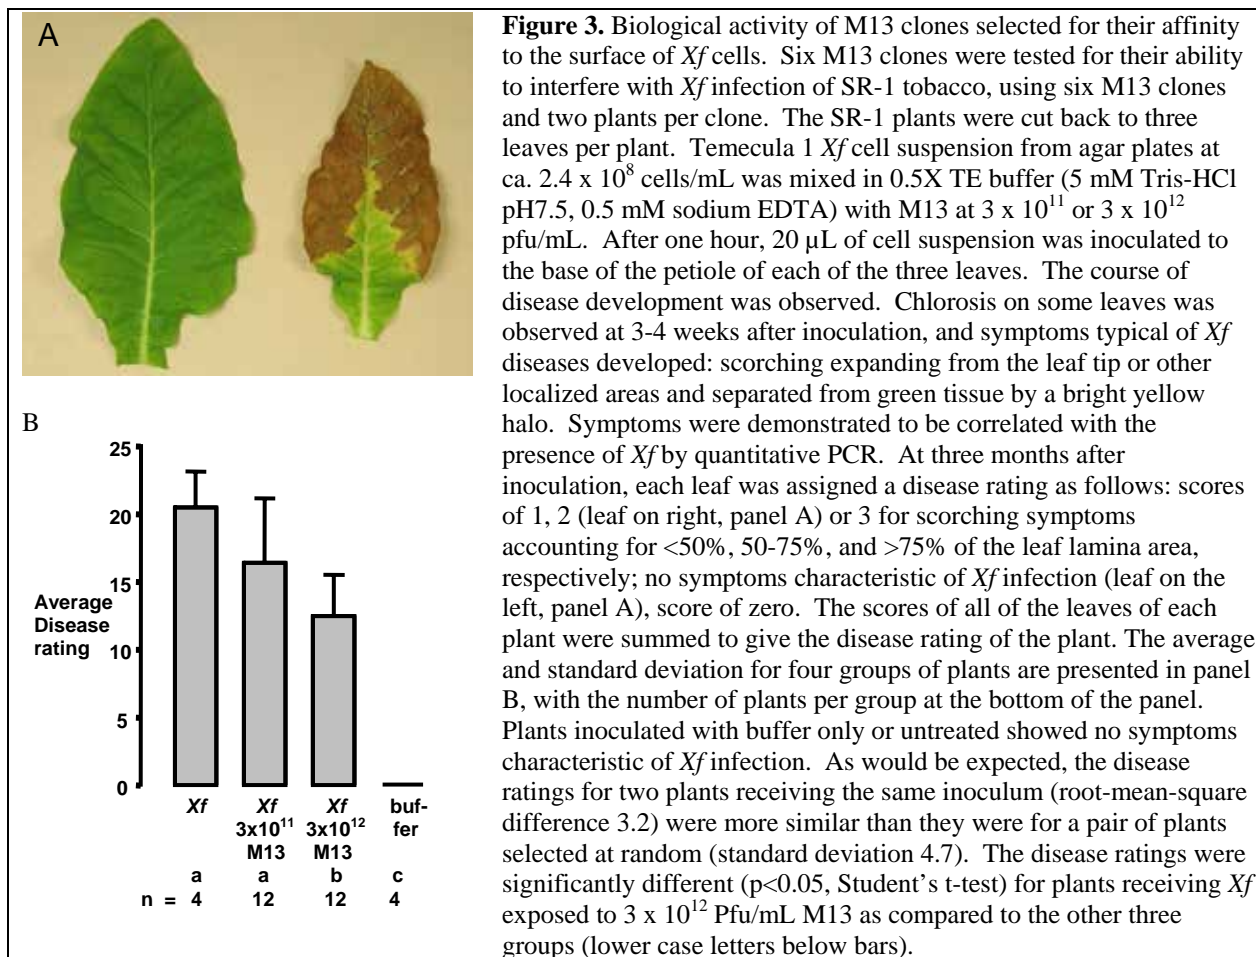 A
B
25
20
15
10
5
0
Average
Disease
rating
Xf Xf Xf buf-
3x10¹¹ 3x10¹² fer
M13 M13
a a b c
n = 4 12 12 4
Figure 3. Biological activity of M13 clones selected for their affinity
to the surface of Xf cells. Six M13 clones were tested for their ability
to interfere with Xf infection of SR-1 tobacco, using six M13 clones
and two plants per clone. The SR-1 plants were cut back to three
leaves per plant. Temecula 1 Xf cell suspension from agar plates at
ca. 2.4 x 10⁸ cells/mL was mixed in 0.5X TE buffer (5 mM Tris-HCl
pH7.5, 0.5 mM sodium EDTA) with M13 at 3 x 10¹¹ or 3 x 10¹²
pfu/mL. After one hour, 20 µL of cell suspension was inoculated to
the base of the petiole of each of the three leaves. The course of
disease development was observed. Chlorosis on some leaves was
observed at 3-4 weeks after inoculation, and symptoms typical of Xf
diseases developed: scorching expanding from the leaf tip or other
localized areas and separated from green tissue by a bright yellow
halo. Symptoms were demonstrated to be correlated with the
presence of Xf by quantitative PCR. At three months after
inoculation, each leaf was assigned a disease rating as follows: scores
of 1, 2 (leaf on right, panel A) or 3 for scorching symptoms
accounting for <50%, 50-75%, and >75% of the leaf lamina area,
respectively; no symptoms characteristic of Xf infection (leaf on the
left, panel A), score of zero. The scores of all of the leaves of each
plant were summed to give the disease rating of the plant. The average
and standard deviation for four groups of plants are presented in panel
B, with the number of plants per group at the bottom of the panel.
Plants inoculated with buffer only or untreated showed no symptoms
characteristic of Xf infection. As would be expected, the disease
ratings for two plants receiving the same inoculum (root-mean-square
difference 3.2) were more similar than they were for a pair of plants
selected at random (standard deviation 4.7). The disease ratings were
significantly different (p<0.05, Student’s t-test) for plants receiving Xf
exposed to 3 x 10¹² Pfu/mL M13 as compared to the other three
groups (lower case letters below bars).